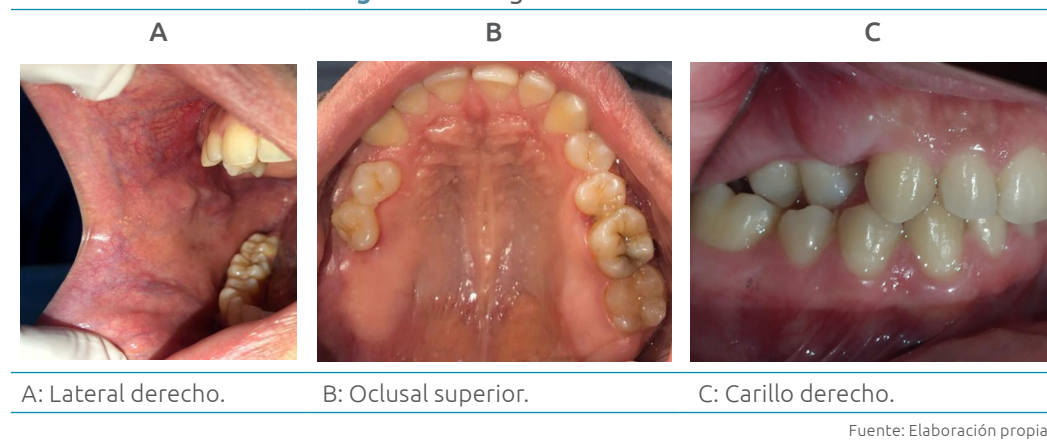 A B C
A: Lateral derecho. B: Oclusal superior. C: Carillo derecho.
Fuente: Elaboración propia